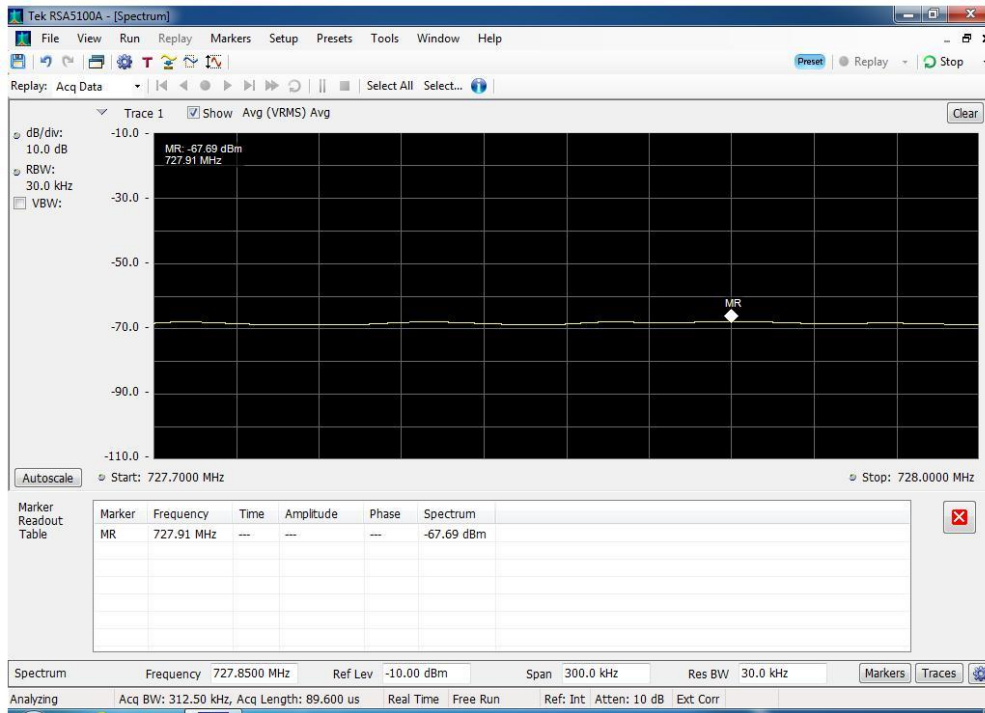 Tek RSA5100A - [Spectrum]
File View Run Replay Markers Setup Presets Tools Window Help
T Preset Replay Stop
Replay: Acq Data Select All Select...
Trace 1 Show Avg (VRMS) Avg Clear
dB/div:
10.0 dB
RBW:
30.0 kHz
VBW:
-10.0
MR: -67.69 dBm
727.91 MHz
-30.0
-50.0
MR
-70.0
-90.0
-110.0
Autoscale Start: 727.7000 MHz Stop: 728.0000 MHz
Marker Readout Table
Marker Frequency Time Amplitude Phase Spectrum
MR 727.91 MHz --- --- --- -67.69 dBm
Spectrum Frequency 727.8500 MHz Ref Lev -10.00 dBm Span 300.0 kHz Res BW 30.0 kHz Markers Traces
Analyzing Acq BW: 312.50 kHz, Acq Length: 89.600 us Real Time Free Run Ref: Int Atten: 10 dB Ext Corr